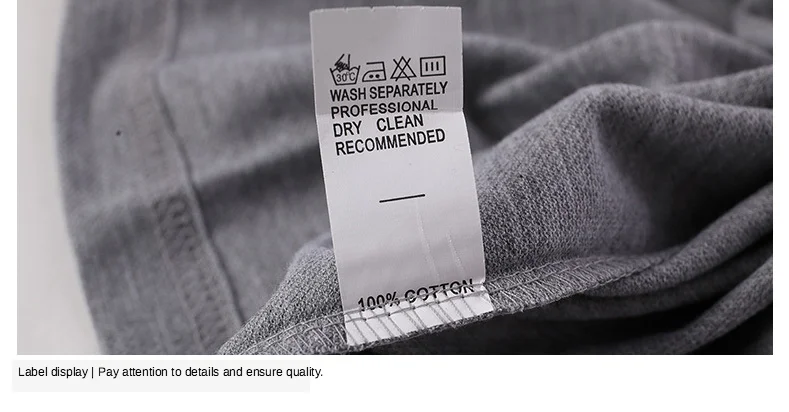 30°C
WASH SEPARATELY
PROFESSIONAL
DRY CLEAN
RECOMMENDED
100% COTTON
Label display | Pay attention to details and ensure quality.